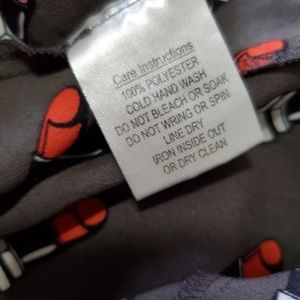 Care Instructions
100% POLYESTER
COLD HAND WASH
DO NOT BLEACH OR SOAK
DO NOT WRING OR SPIN
LINE DRY
IRON INSIDE OUT
OR DRY CLEAN